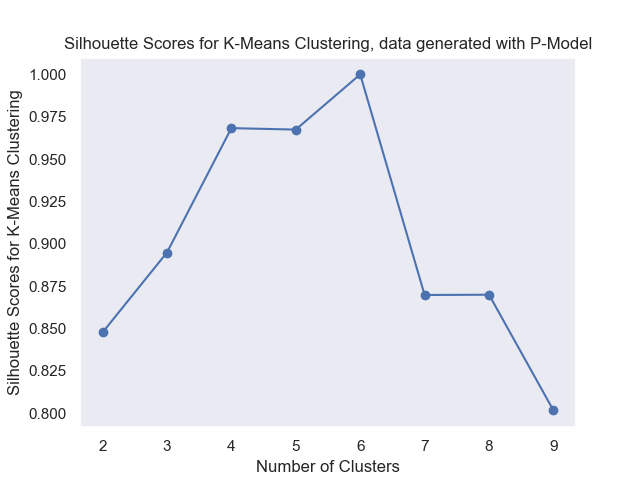 Silhouette Scores for K-Means Clustering, data generated with P-Model
Silhouette Scores for K-Means Clustering
1.000
0.975
0.950
0.925
0.900
0.875
0.850
0.825
0.800
2 3 4 5 6 7 8 9
Number of Clusters